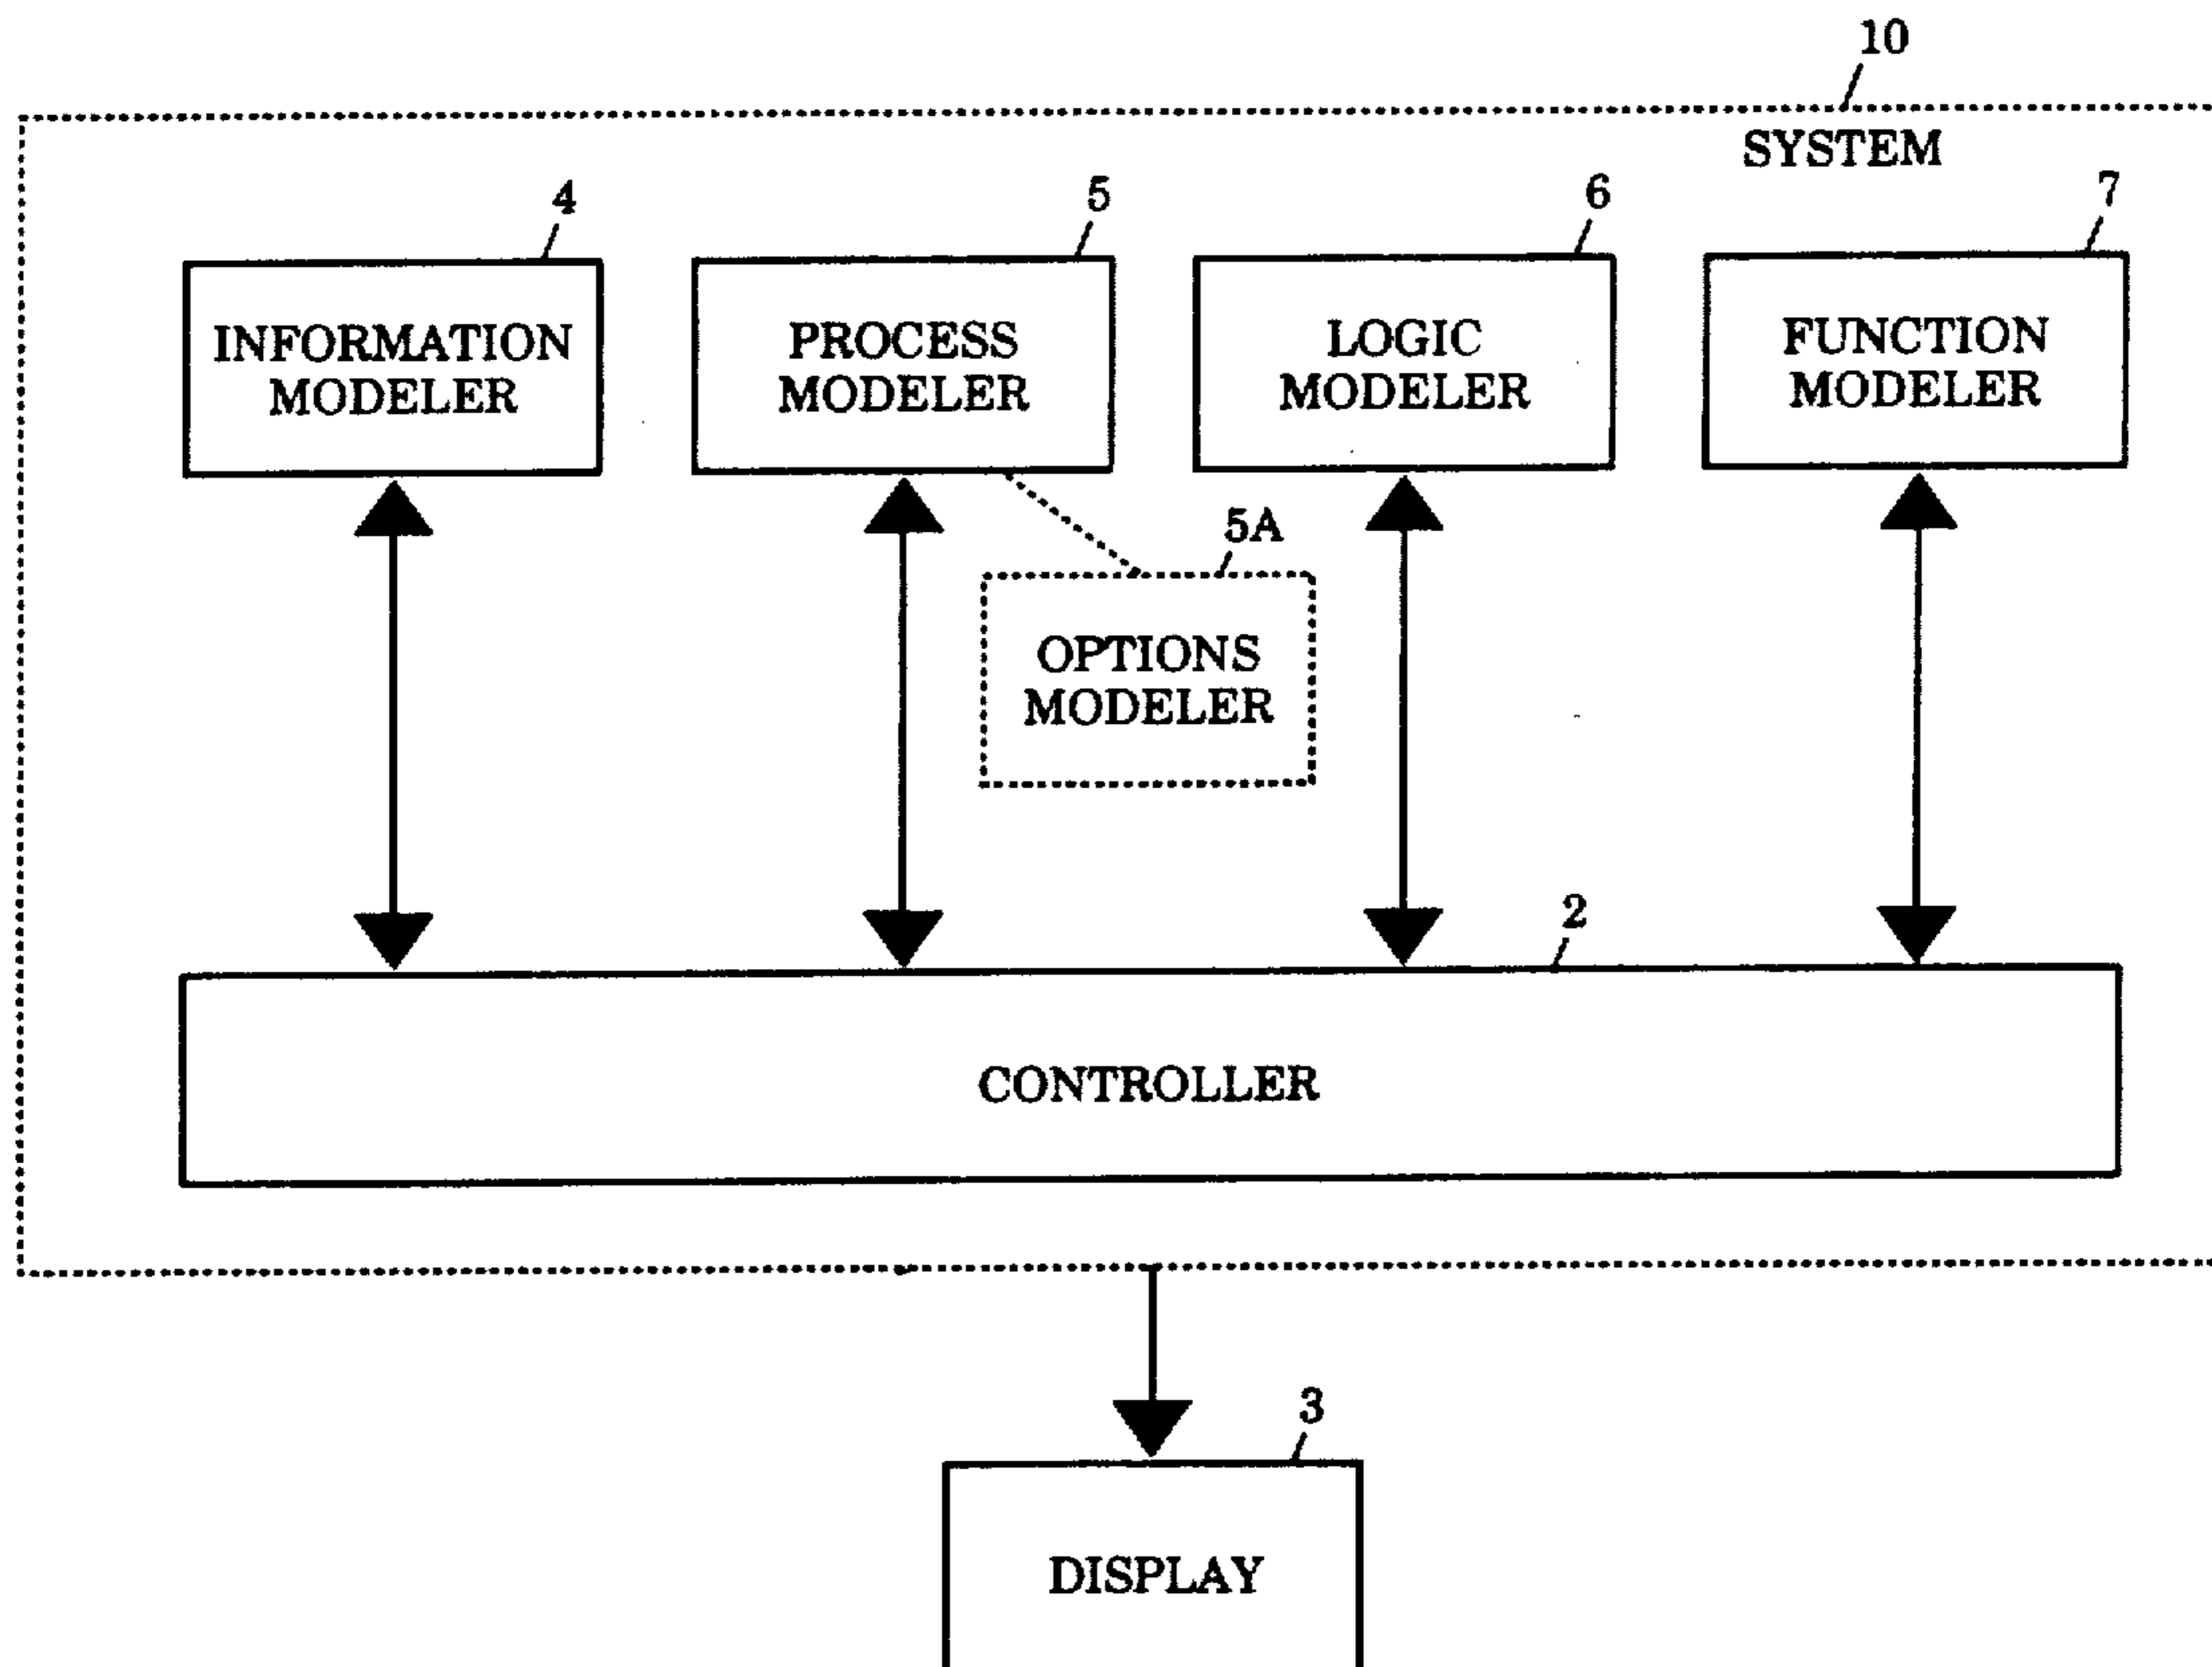 10
SYSTEM
4
5
6
7
INFORMATION
MODELER
PROCESS
MODELER
LOGIC
MODELER
FUNCTION
MODELER
5A
OPTIONS
MODELER
2
CONTROLLER
3
DISPLAY